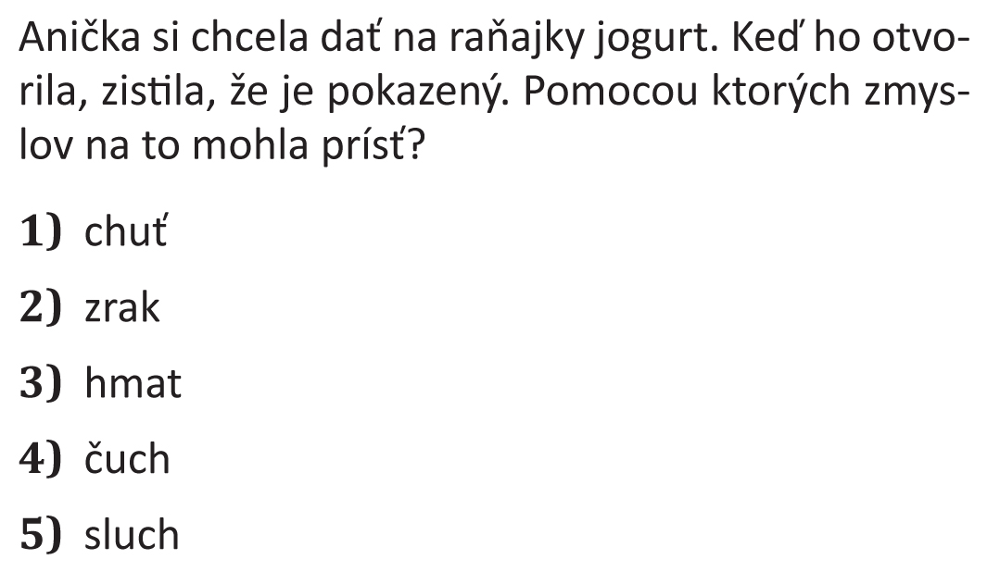 Anička si chcela dať na raňajky jogurt. Keď ho otvo-
rila, zistila, že je pokazený. Pomocou ktorých zmys-
lov na to mohla prísť?
1) chuť
2) zrak
3) hmat
4) čuch
5) sluch